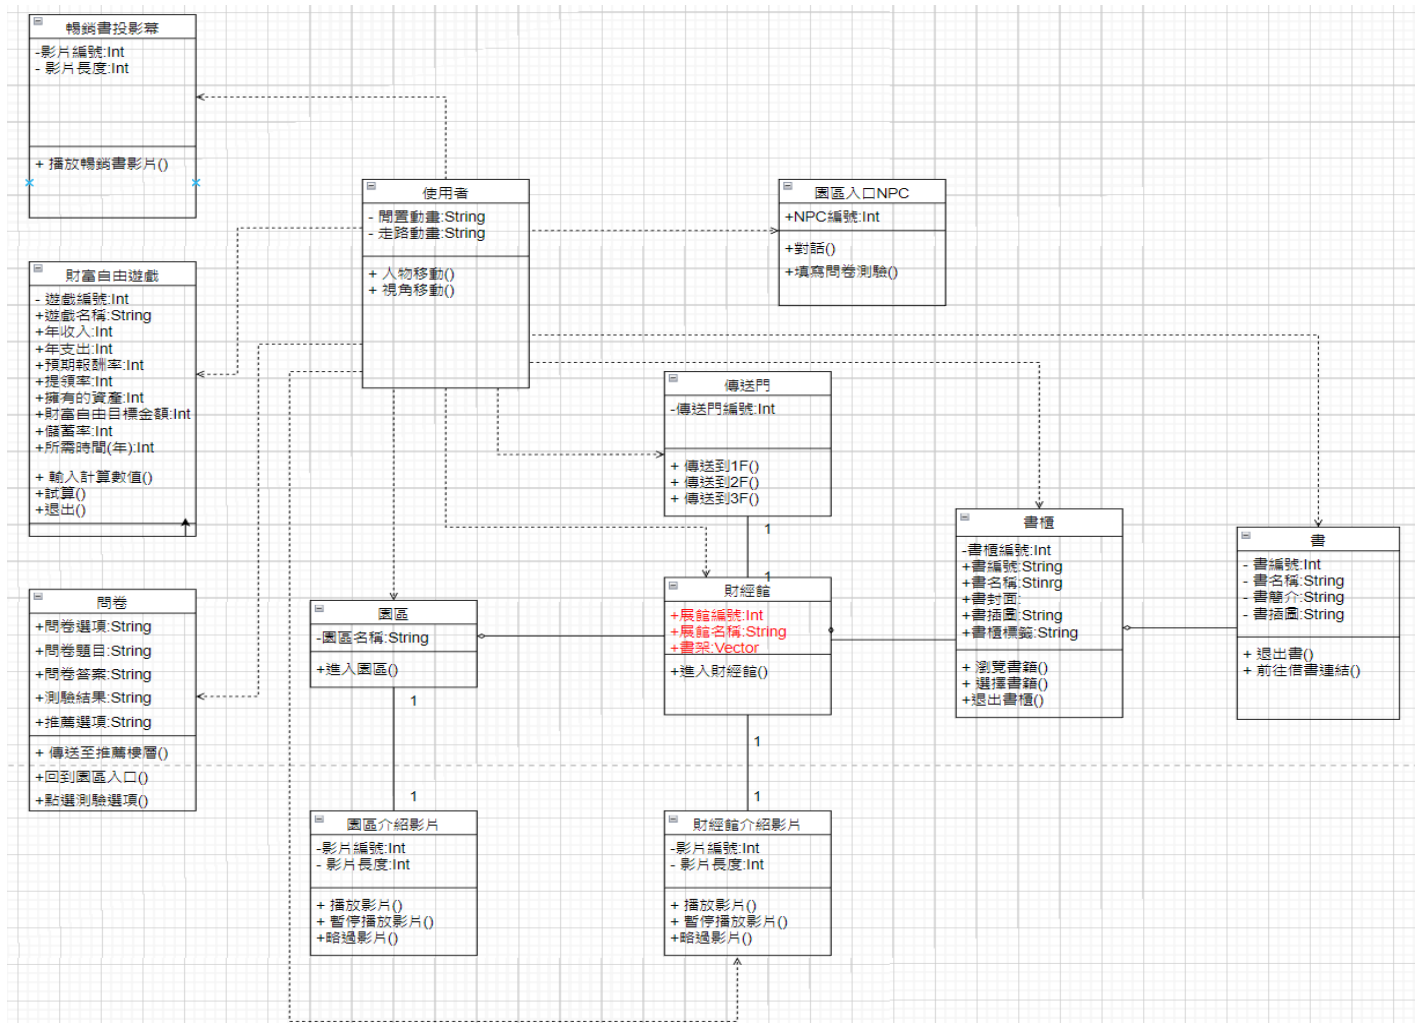 暢銷書投影幕
-影片編號:Int
- 影片長度:Int
+ 播放暢銷書影片()
使用者
- 閒置動畫:String
- 走路動畫:String
+ 人物移動()
+ 視角移動()
園區入口NPC
+NPC編號:Int
+對話()
+填寫問卷測驗()
財富自由遊戲
- 遊戲編號:Int
+遊戲名稱:String
+年收入:Int
+年支出:Int
+預期報酬率:Int
+提領率:Int
+擁有的資產:Int
+財富自由目標金額:Int
+儲蓄率:Int
+所需時間(年):Int
+ 輸入計算數值()
+試算()
+退出()
傳送門
-傳送門編號:Int
+ 傳送到1F()
+ 傳送到2F()
+ 傳送到3F()
1
1
書櫃
-書櫃編號:Int
+書編號:String
+書名稱:Stinrg
+書封面:
+書插圖:String
+書櫃標籤:String
+ 瀏覽書籍()
+ 選擇書籍()
+退出書櫃()
書
- 書編號:Int
- 書名稱:String
- 書簡介:String
- 書插圖:String
+ 退出書()
+ 前往借書連結()
問卷
+問卷選項:String
+問卷題目:String
+問卷答案:String
+測驗結果:String
+推薦選項:String
+ 傳送至推薦樓層()
+回到園區入口()
+點選測驗選項()
園區
-園區名稱:String
+進入園區()
1
1
財經館
+展館編號:Int
+展館名稱:String
+書架:Vector
+進入財經館()
1
1
園區介紹影片
-影片編號:Int
- 影片長度:Int
+ 播放影片()
+ 暫停播放影片()
+略過影片()
財經館介紹影片
-影片編號:Int
- 影片長度:Int
+ 播放影片()
+ 暫停播放影片()
+略過影片()